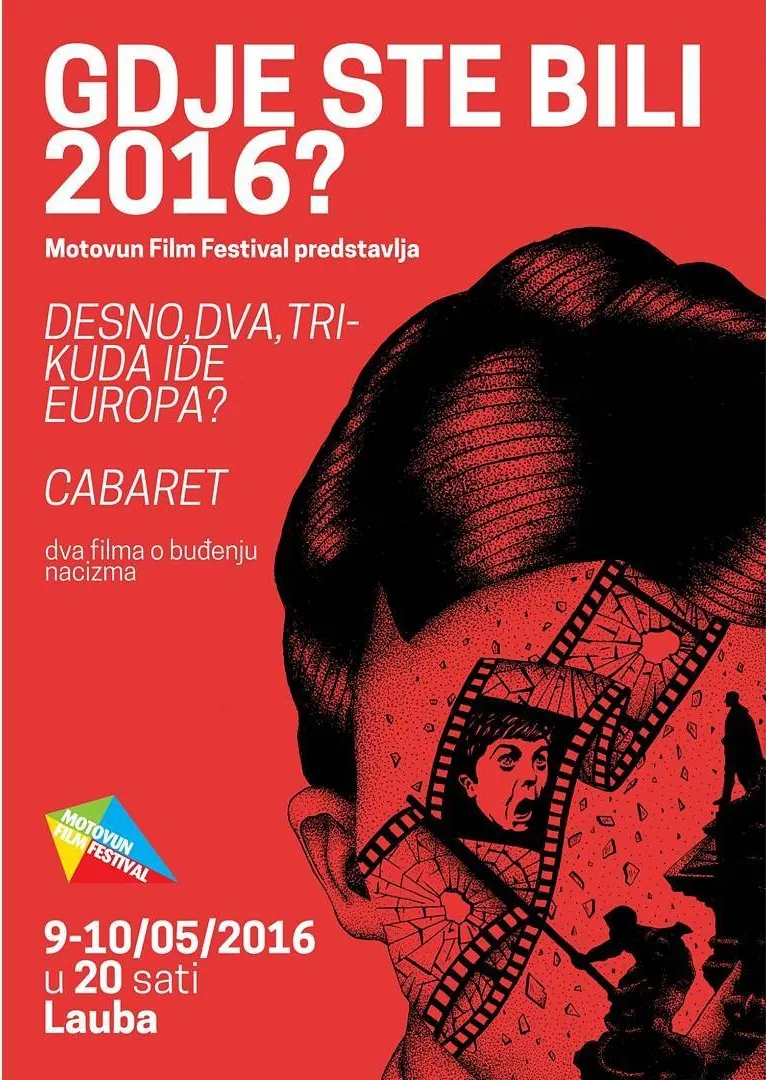 GDJE STE BILI
2016?
Motovun Film Festival predstavlja
DESNO,DVA,TRI-
KUDA IDE
EUROPA?
CABARET
dva filma o buđenju
nacizma
MOTOVUN
FILM FESTIVAL
9-10/05/2016
u 20 sati
Lauba